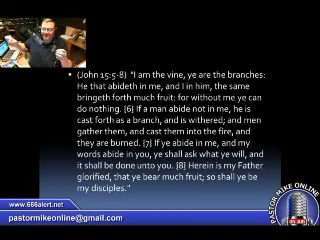 ▪ (John 15:5-8) "I am the vine, ye are the branches:
He that abideth in me, and I in him, the same
bringeth forth much fruit: for without me ye can
do nothing. {6} If a man abide not in me, he is
cast forth as a branch, and is withered; and men
gather them, and cast them into the fire, and
they are burned. {7} If ye abide in me, and my
words abide in you, ye shall ask what ye will, and
it shall be done unto you. {8} Herein is my Father
glorified, that ye bear much fruit; so shall ye be
my disciples."
www.666alert.net
pastormikeonline@gmail.com
PASTOR MIKE ONLINE
ON AIR